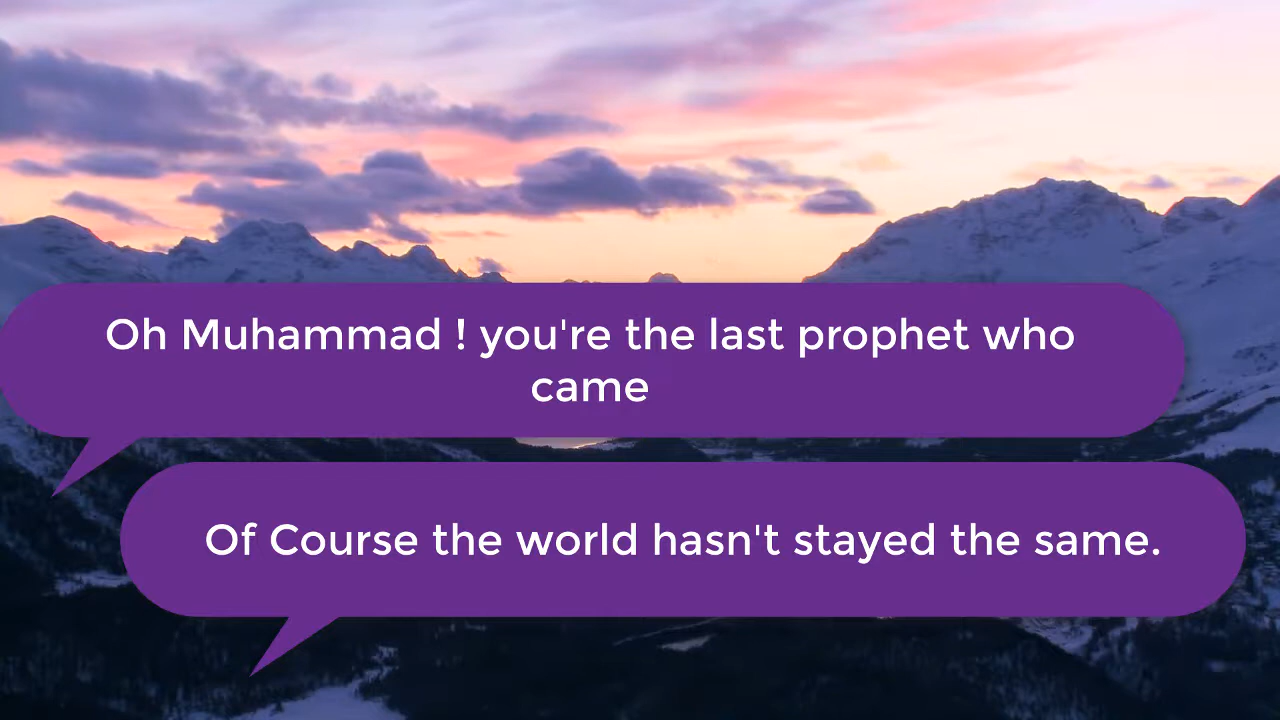 Oh Muhammad ! you're the last prophet who
came
Of Course the world hasn't stayed the same.